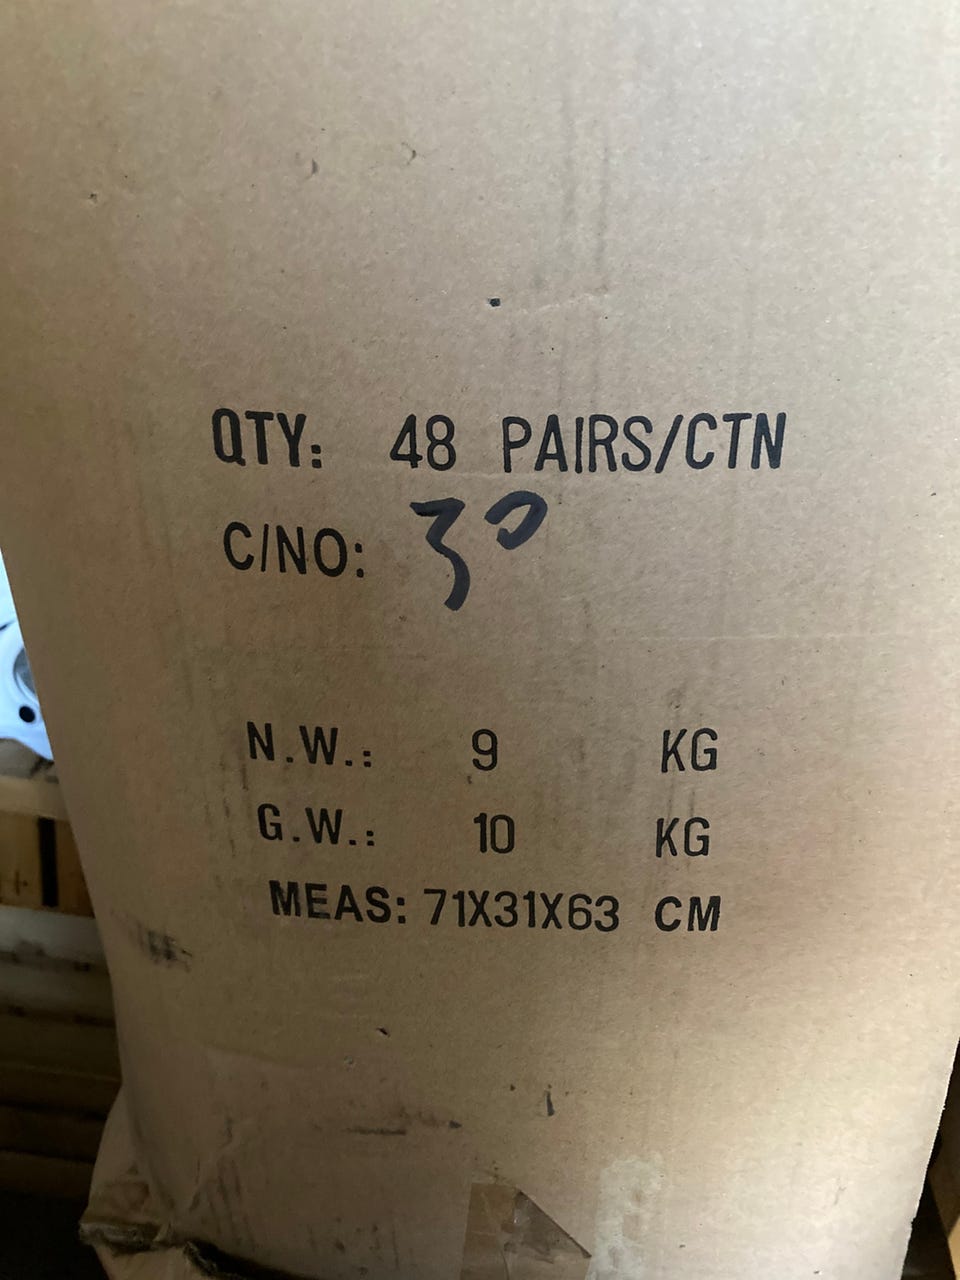 QTY: 48 PAIRS/CTN
C/NO: 30
N.W.: 9 KG
G.W.: 10 KG
MEAS: 71X31X63 CM